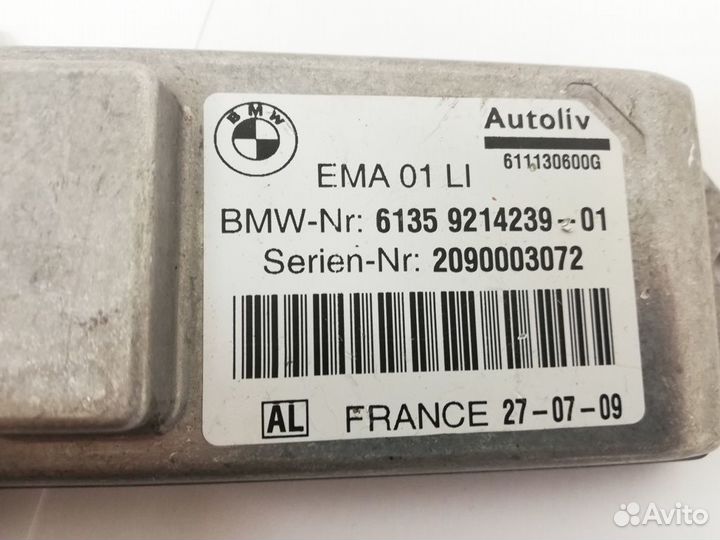 BMW
Autoliv
611130600G
EMA 01 LI
BMW-Nr: 6135 9214239-01
Serien-Nr: 2090003072
AL FRANCE 27-07-09
Avito